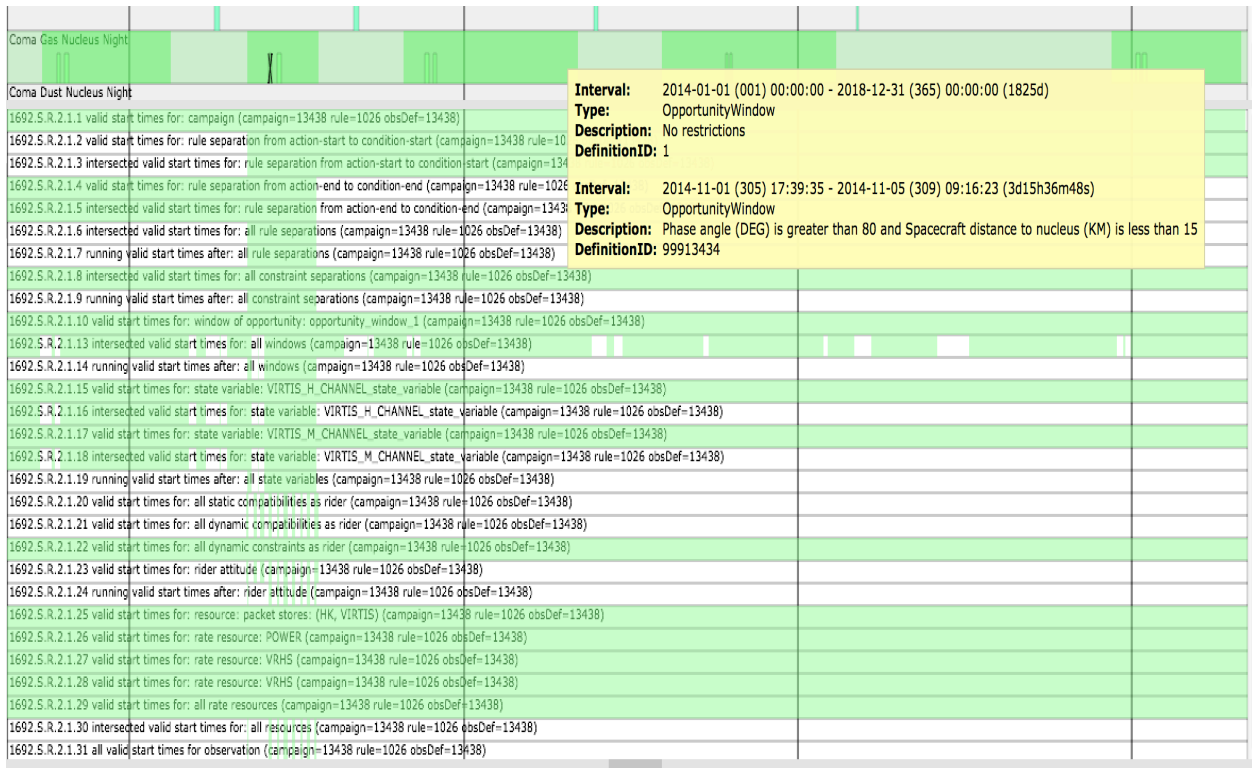 Coma Gas Nucleus Night
Coma Dust Nucleus Night
Interval: 2014-01-01 (001) 00:00:00 - 2018-12-31 (365) 00:00:00 (1825d)
Type: OpportunityWindow
Description: No restrictions
DefinitionID: 1
Interval: 2014-11-01 (305) 17:39:35 - 2014-11-05 (309) 09:16:23 (3d15h36m48s)
Type: OpportunityWindow
Description: Phase angle (DEG) is greater than 80 and Spacecraft distance to nucleus (KM) is less than 15
DefinitionID: 99913434
1692.S.R.2.1.1 valid start times for: campaign (campaign=13438 rule=1026 obsDef=13438)
1692.S.R.2.1.2 valid start times for: rule separation from action-start to condition-start (campaign=13438 rule=10
1692.S.R.2.1.3 intersected valid start times for: rule separation from action-start to condition-start (campaign=134
1692.S.R.2.1.4 valid start times for: rule separation from action-end to condition-end (campaign=13438 rule=1026
1692.S.R.2.1.5 intersected valid start times for: rule separation from action-end to condition-end (campaign=1343
1692.S.R.2.1.6 intersected valid start times for: all rule separations (campaign=13438 rule=1026 obsDef=13438)
1692.S.R.2.1.7 running valid start times after: all rule separations (campaign=13438 rule=1026 obsDef=13438)
1692.S.R.2.1.8 intersected valid start times for: all constraint separations (campaign=13438 rule=1026 obsDef=13438)
1692.S.R.2.1.9 running valid start times after: all constraint separations (campaign=13438 rule=1026 obsDef=13438)
1692.S.R.2.1.10 valid start times for: window of opportunity: opportunity_window_1 (campaign=13438 rule=1026 obsDef=13438)
1692.S.R.2.1.13 intersected valid start times for: all windows (campaign=13438 rule=1026 obsDef=13438)
1692.S.R.2.1.14 running valid start times after: all windows (campaign=13438 rule=1026 obsDef=13438)
1692.S.R.2.1.15 valid start times for: state variable: VIRTIS_H_CHANNEL_state_variable (campaign=13438 rule=1026 obsDef=13438)
1692.S.R.2.1.16 intersected valid start times for: state variable: VIRTIS_H_CHANNEL_state_variable (campaign=13438 rule=1026 obsDef=13438)
1692.S.R.2.1.17 valid start times for: state variable: VIRTIS_M_CHANNEL_state_variable (campaign=13438 rule=1026 obsDef=13438)
1692.S.R.2.1.18 intersected valid start times for: state variable: VIRTIS_M_CHANNEL_state_variable (campaign=13438 rule=1026 obsDef=13438)
1692.S.R.2.1.19 running valid start times after: all state variables (campaign=13438 rule=1026 obsDef=13438)
1692.S.R.2.1.20 valid start times for: all static compatibilities as rider (campaign=13438 rule=1026 obsDef=13438)
1692.S.R.2.1.21 valid start times for: all dynamic compatibilities as rider (campaign=13438 rule=1026 obsDef=13438)
1692.S.R.2.1.22 valid start times for: all dynamic constraints as rider (campaign=13438 rule=1026 obsDef=13438)
1692.S.R.2.1.23 valid start times for: rider attitude (campaign=13438 rule=1026 obsDef=13438)
1692.S.R.2.1.24 running valid start times after: rider attitude (campaign=13438 rule=1026 obsDef=13438)
1692.S.R.2.1.25 valid start times for: resource: packet stores: (HK, VIRTIS) (campaign=13438 rule=1026 obsDef=13438)
1692.S.R.2.1.26 valid start times for: rate resource: POWER (campaign=13438 rule=1026 obsDef=13438)
1692.S.R.2.1.27 valid start times for: rate resource: VRHS (campaign=13438 rule=1026 obsDef=13438)
1692.S.R.2.1.28 valid start times for: rate resource: VRHS (campaign=13438 rule=1026 obsDef=13438)
1692.S.R.2.1.29 valid start times for: all rate resources (campaign=13438 rule=1026 obsDef=13438)
1692.S.R.2.1.30 intersected valid start times for: all resources (campaign=13438 rule=1026 obsDef=13438)
1692.S.R.2.1.31 all valid start times for observation (campaign=13438 rule=1026 obsDef=13438)